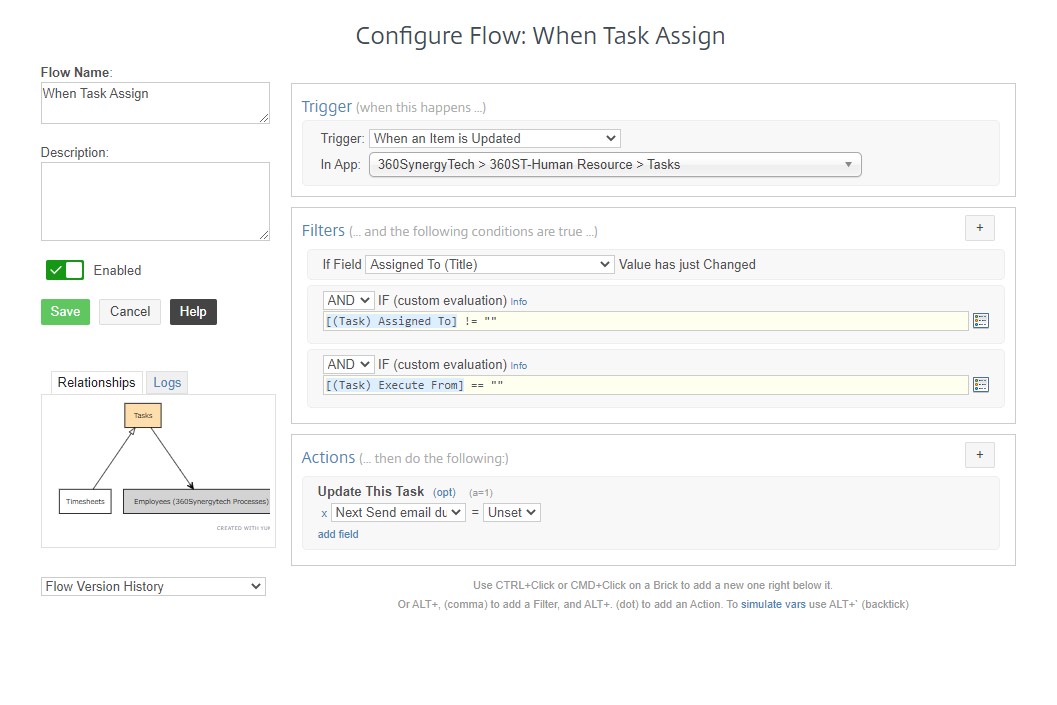 Configure Flow: When Task Assign
Flow Name:
When Task Assign
Description:
Enabled
Save
Cancel
Help
Relationships
Logs
Tasks
Timesheets
Employees (360Synergytech Processes)
CREATED WITH
Flow Version History
Trigger (when this happens ...)
Trigger: When an Item is Updated
In App: 360SynergyTech > 360ST-Human Resource > Tasks
Filters (... and the following conditions are true ...)
+
If Field Assigned To (Title) Value has just Changed
AND IF (custom evaluation) Info
[(Task) Assigned To] != ""
AND IF (custom evaluation) Info
[(Task) Execute From] == ""
Actions (... then do the following:)
+
Update This Task (opt) (a=1)
x Next Send email du = Unset
add field
Use CTRL+Click or CMD+Click on a Brick to add a new one right below it.
Or ALT+, (comma) to add a Filter, and ALT+. (dot) to add an Action. To simulate vars use ALT+` (backtick)